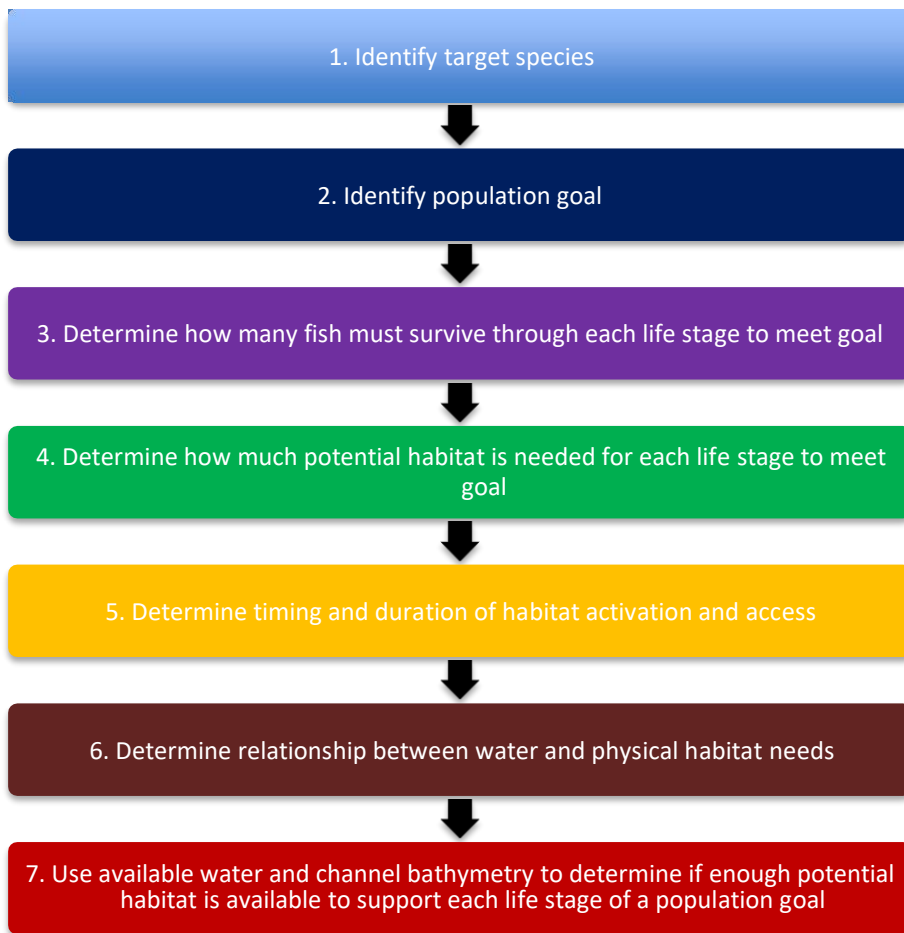 1. Identify target species
2. Identify population goal
3. Determine how many fish must survive through each life stage to meet goal
4. Determine how much potential habitat is needed for each life stage to meet
goal
5. Determine timing and duration of habitat activation and access
6. Determine relationship between water and physical habitat needs
7. Use available water and channel bathymetry to determine if enough potential
habitat is available to support each life stage of a population goal